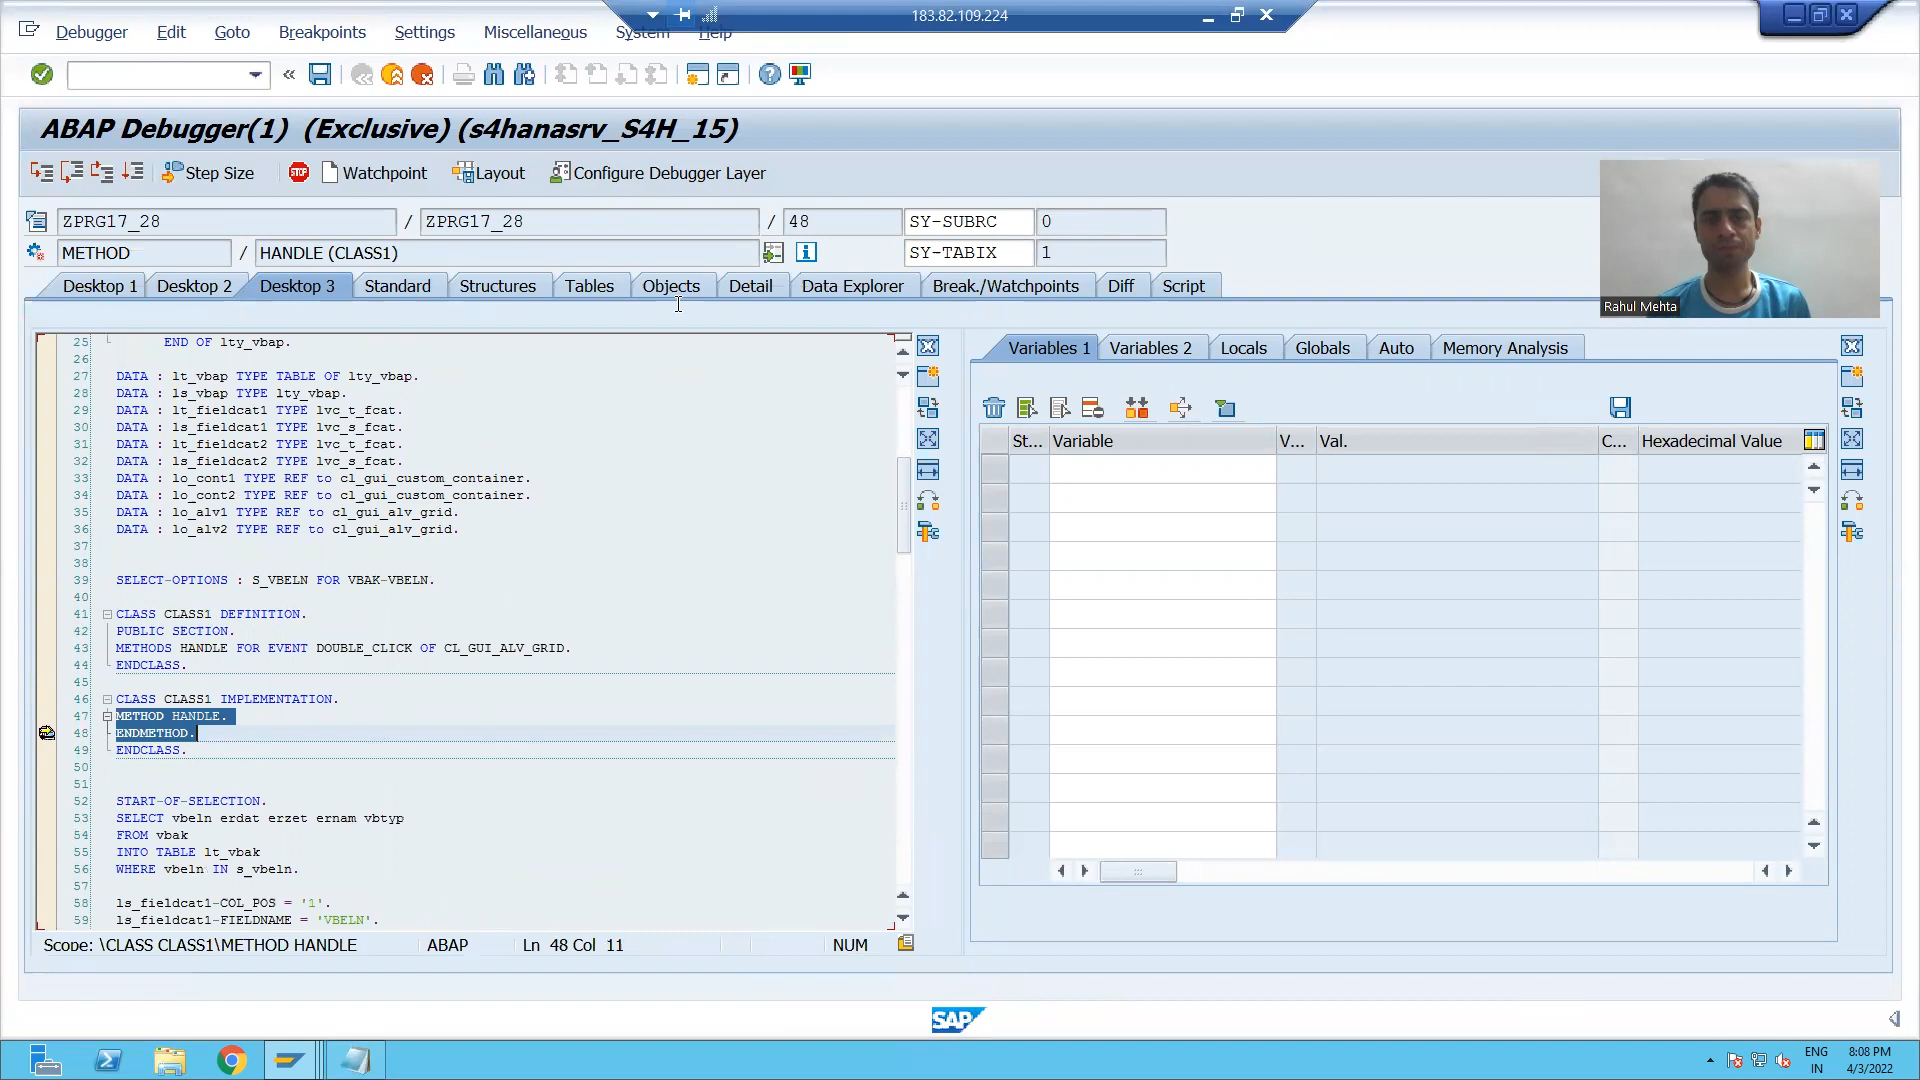 183.82.109.224
Debugger Edit Goto Breakpoints Settings Miscellaneous System Help
ABAP Debugger(1) (Exclusive) (s4hanasrv_S4H_15)
Step Size STOP Watchpoint Layout Configure Debugger Layer
ZPRG17_28 / ZPRG17_28 / 48 SY-SUBRC 0
METHOD / HANDLE (CLASS1) SY-TABIX 1
Rahul Mehta
Desktop 1 Desktop 2 Desktop 3 Standard Structures Tables Objects Detail Data Explorer Break./Watchpoints Diff Script
Variables 1 Variables 2 Locals Globals Auto Memory Analysis
St... Variable V... Val. C... Hexadecimal Value
25 END OF lty_vbap.
26
27 DATA : lt_vbap TYPE TABLE OF lty_vbap.
28 DATA : ls_vbap TYPE lty_vbap.
29 DATA : lt_fieldcat1 TYPE lvc_t_fcat.
30 DATA : ls_fieldcat1 TYPE lvc_s_fcat.
31 DATA : lt_fieldcat2 TYPE lvc_t_fcat.
32 DATA : ls_fieldcat2 TYPE lvc_s_fcat.
33 DATA : lo_cont1 TYPE REF to cl_gui_custom_container.
34 DATA : lo_cont2 TYPE REF to cl_gui_custom_container.
35 DATA : lo_alv1 TYPE REF to cl_gui_alv_grid.
36 DATA : lo_alv2 TYPE REF to cl_gui_alv_grid.
37
38
39 SELECT-OPTIONS : S_VBELN FOR VBAK-VBELN.
40
41 CLASS CLASS1 DEFINITION.
42 PUBLIC SECTION.
43 METHODS HANDLE FOR EVENT DOUBLE_CLICK OF CL_GUI_ALV_GRID.
44 ENDCLASS.
45
46 CLASS CLASS1 IMPLEMENTATION.
47 METHOD HANDLE.
48 ENDMETHOD.
49 ENDCLASS.
50
51
52 START-OF-SELECTION.
53 SELECT vbeln erdat erzet ernam vbtyp
54 FROM vbak
55 INTO TABLE lt_vbak
56 WHERE vbeln IN s_vbeln.
57
58 ls_fieldcat1-COL_POS = '1'.
59 ls_fieldcat1-FIELDNAME = 'VBELN'.
Scope: \CLASS CLASS1\METHOD HANDLE ABAP Ln 48 Col 11 NUM
SAP
ENG 8:08 PM
IN 4/3/2022